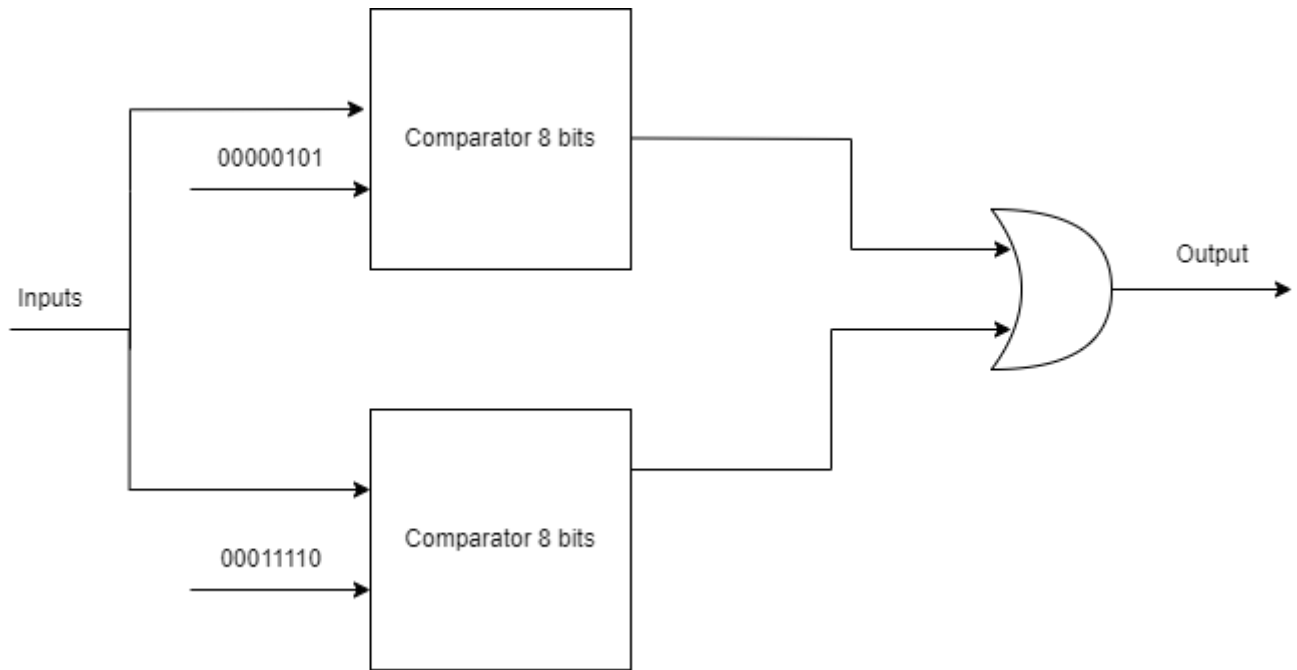 Comparator 8 bits
00000101
Output
Inputs
Comparator 8 bits
00011110